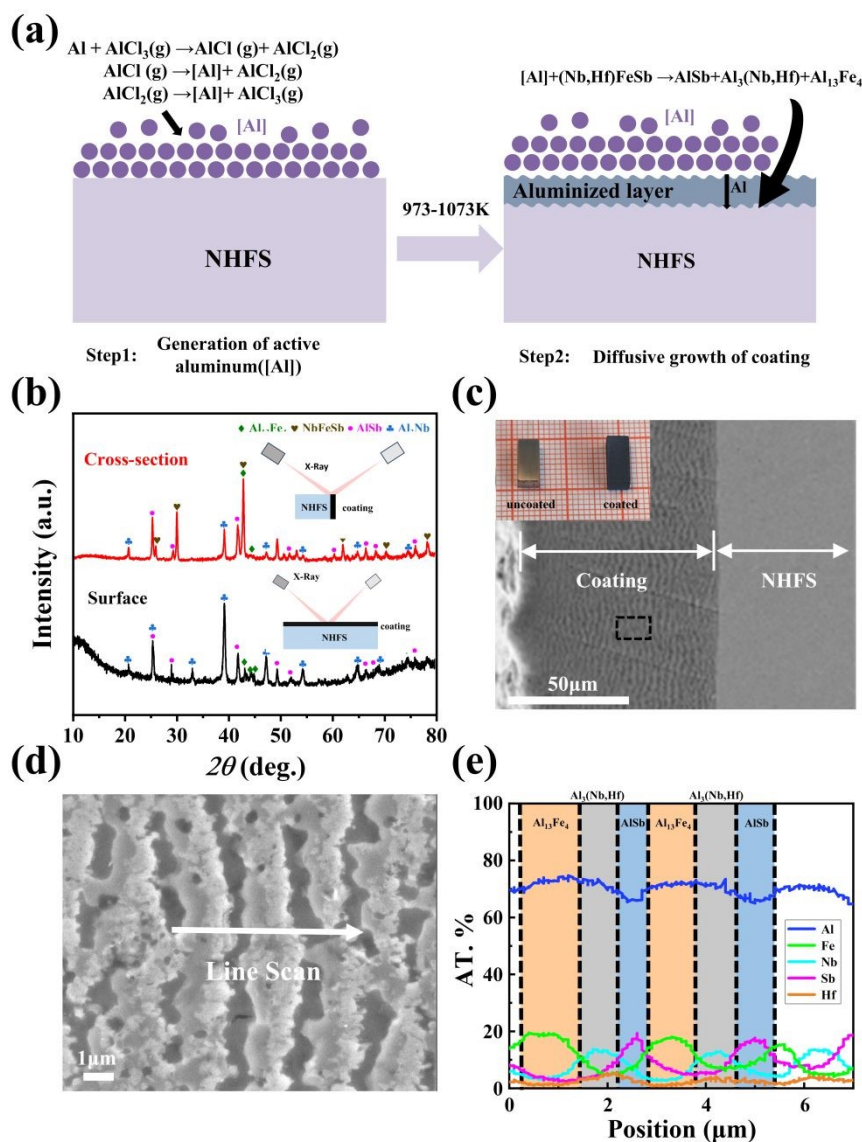 (a)
Al + AlCl₃(g) →AlCl (g)+ AlCl₂(g)
AlCl (g) →[Al]+ AlCl₂(g)
AlCl₂(g)→[Al]+ AlCl₃(g)
[Al]
NHFS
Step1: Generation of active
aluminum([Al])
973-1073K
[Al]+(Nb,Hf)FeSb →AlSb+Al₃(Nb,Hf)+Al₁₃Fe₄
[Al]
Aluminized layer
Al
NHFS
Step2: Diffusive growth of coating
(b)
NbFeSb AlSb
Cross-section
X-Ray
NHFS
coating
Surface
X-Ray
coating
NHFS
Intensity (a.u.)
10 20 30 40 50 60 70 80
2θ (deg.)
(c)
uncoated
coated
Coating
NHFS
50μm
(d)
Line Scan
1μm
(e)
Al₃(Nb,Hf) Al₃(Nb,Hf)
Al₁₃Fe₄ AlSb Al₁₃Fe₄ AlSb
100
80
60
40
20
0
AT. %
Al
Fe
Nb
Sb
Hf
0 2 4 6
Position (μm)